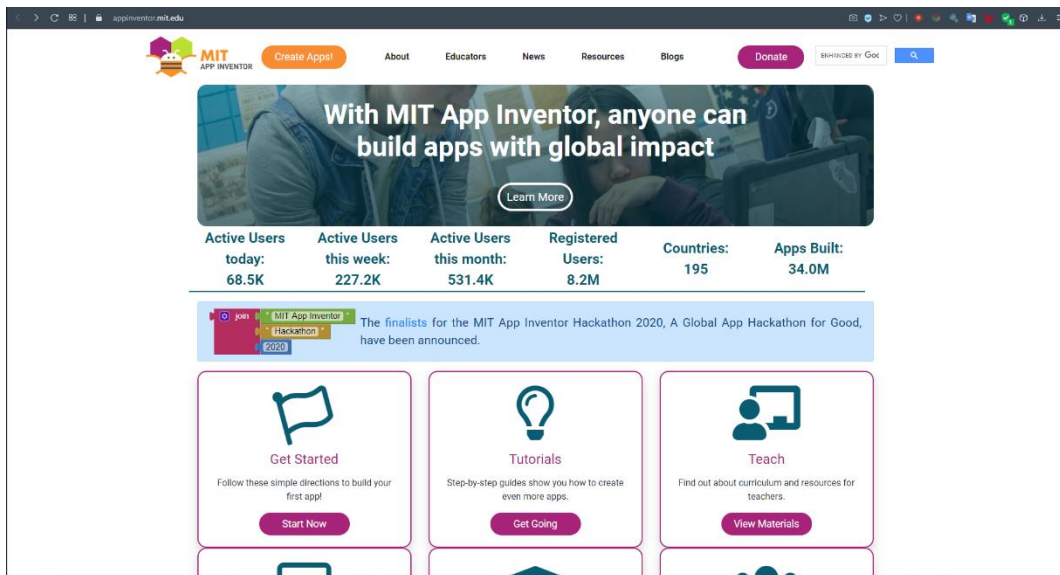 appinventor.mit.edu
MIT
APP INVENTOR
Create Apps!
About
Educators
News
Resources
Blogs
Donate
ENHANCED BY Goo
With MIT App Inventor, anyone can
build apps with global impact
Learn More
Active Users
today:
68.5K
Active Users
this week:
227.2K
Active Users
this month:
531.4K
Registered
Users:
8.2M
Countries:
195
Apps Built:
34.0M
join
" MIT App Inventor "
" Hackathon "
2020
The finalists for the MIT App Inventor Hackathon 2020, A Global App Hackathon for Good,
have been announced.
Get Started
Follow these simple directions to build your
first app!
Start Now
Tutorials
Step-by-step guides show you how to create
even more apps.
Get Going
Teach
Find out about curriculum and resources for
teachers.
View Materials